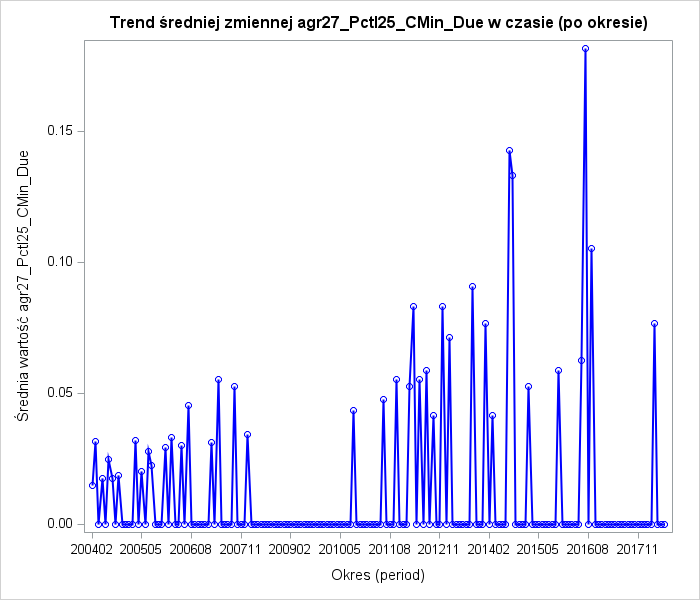 Trend średniej zmiennej agr27_Pctl25_CMin_Due w czasie (po okresie)
Średnia wartość agr27_Pctl25_CMin_Due
0.15
0.10
0.05
0.00
200402 200505 200608 200711 200902 201005 201108 201211 201402 201505 201608 201711
Okres (period)